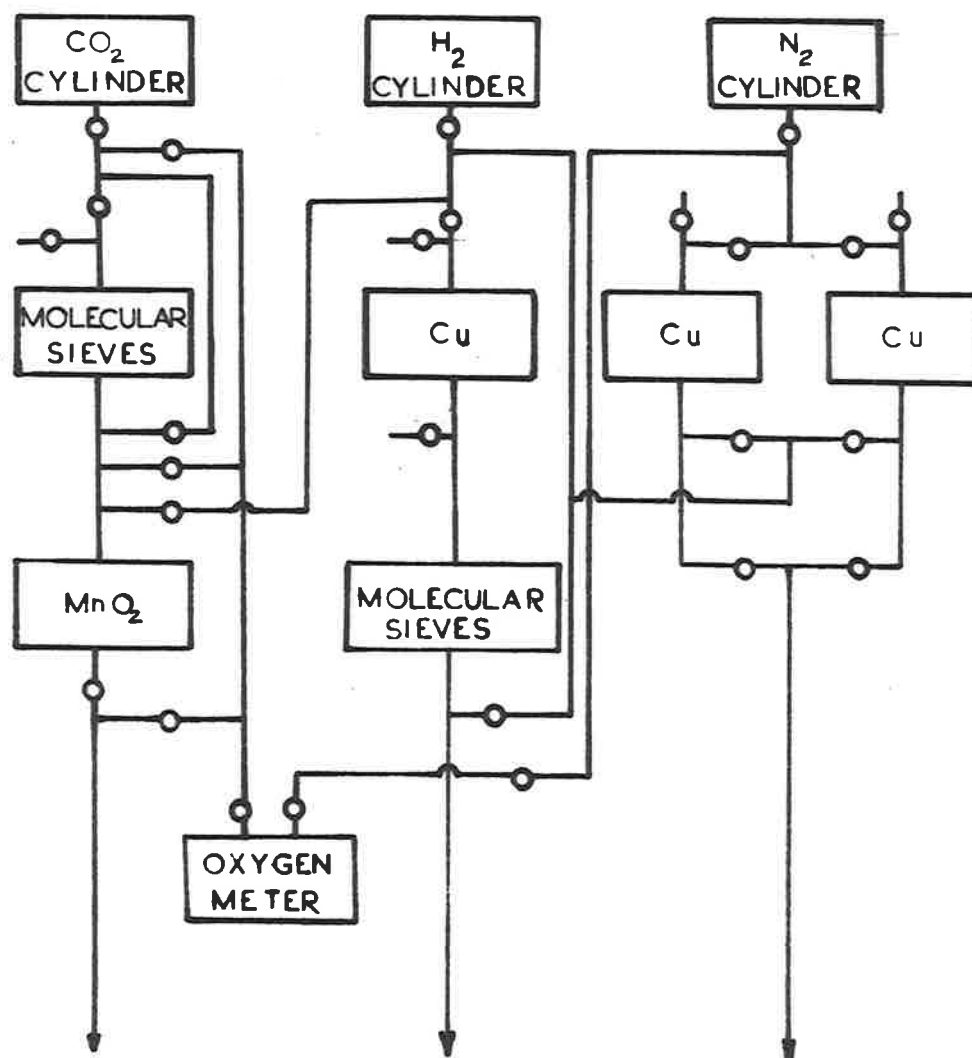 CO2
CYLINDER
H2
CYLINDER
N2
CYLINDER
MOLECULAR
SIEVES
Cu
Cu
Cu
MnO2
MOLECULAR
SIEVES
OXYGEN
METER